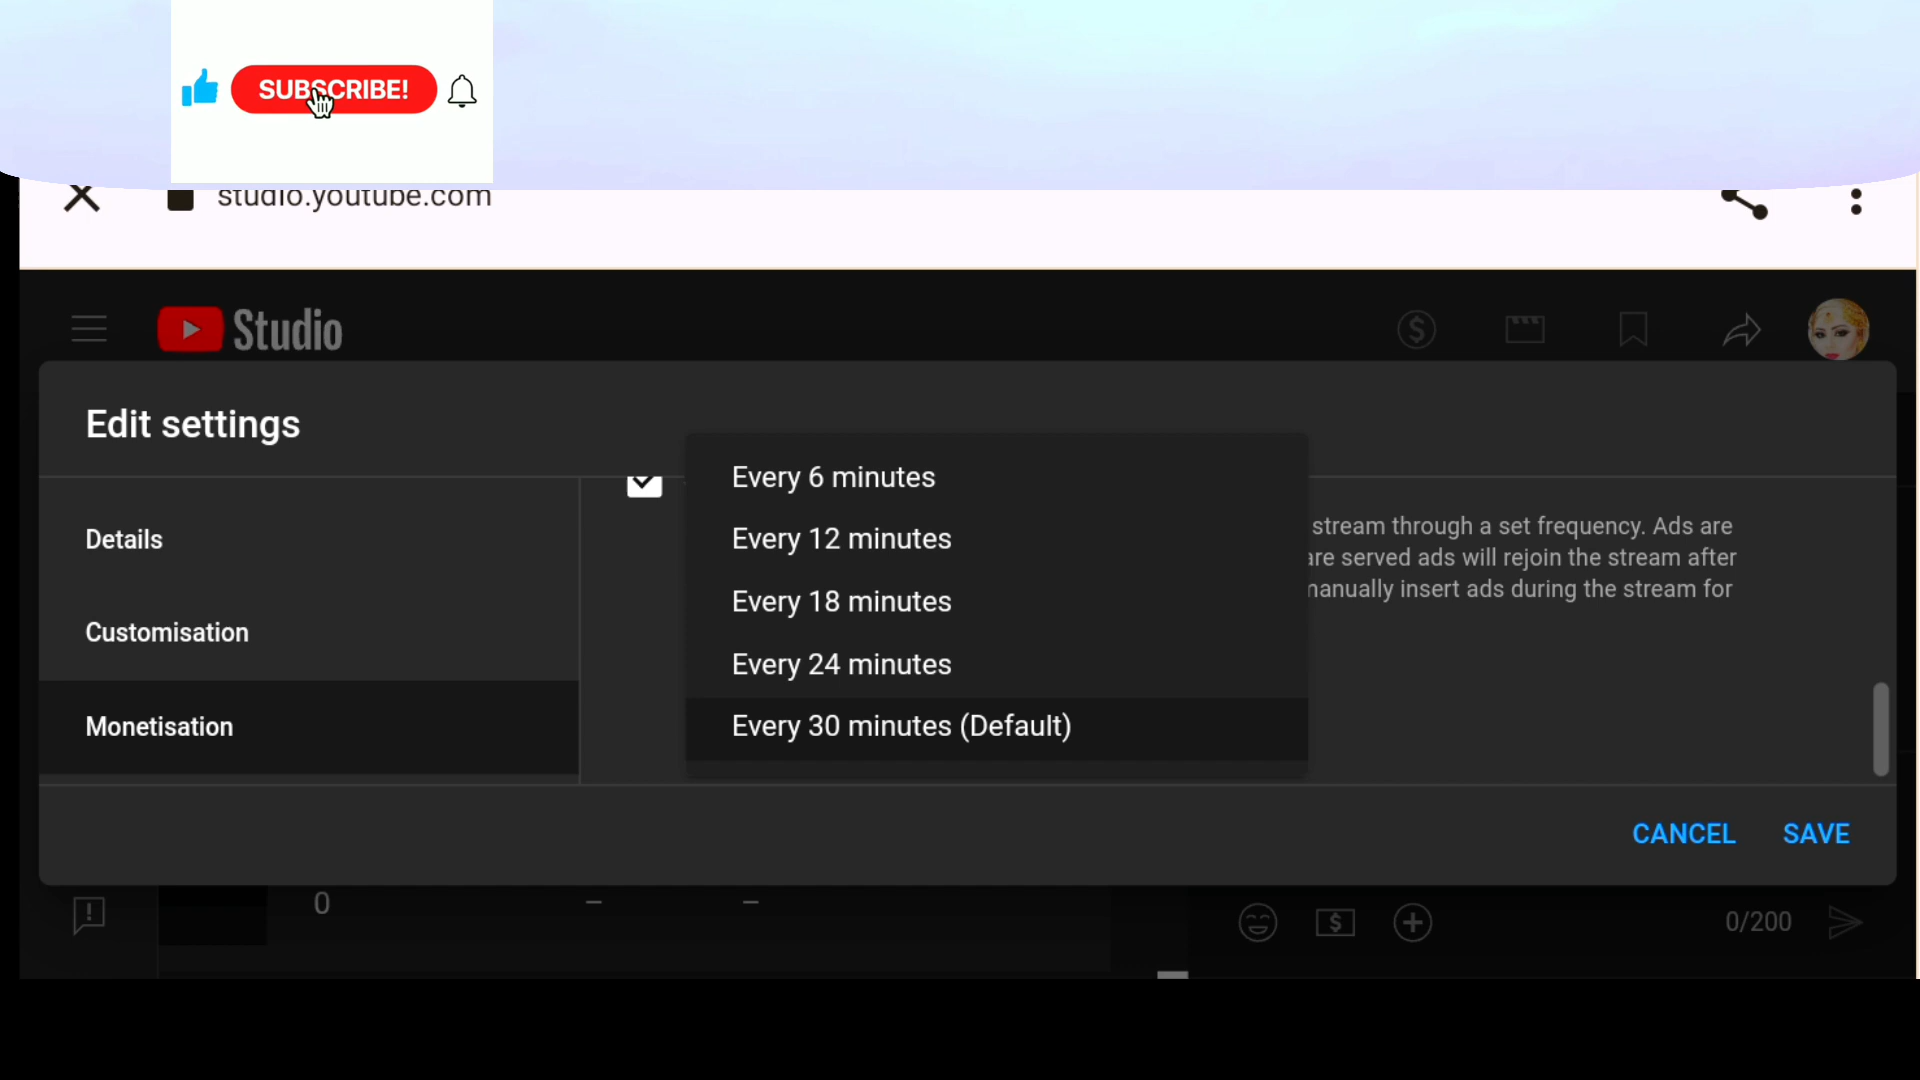 SUBSCRIBE!
studio.youtube.com
Studio
Edit settings
Every 6 minutes
Every 12 minutes
Every 18 minutes
Every 24 minutes
Every 30 minutes (Default)
Details
Customisation
Monetisation
stream through a set frequency. Ads are
are served ads will rejoin the stream after
manually insert ads during the stream for
CANCEL SAVE
0 – –
0/200